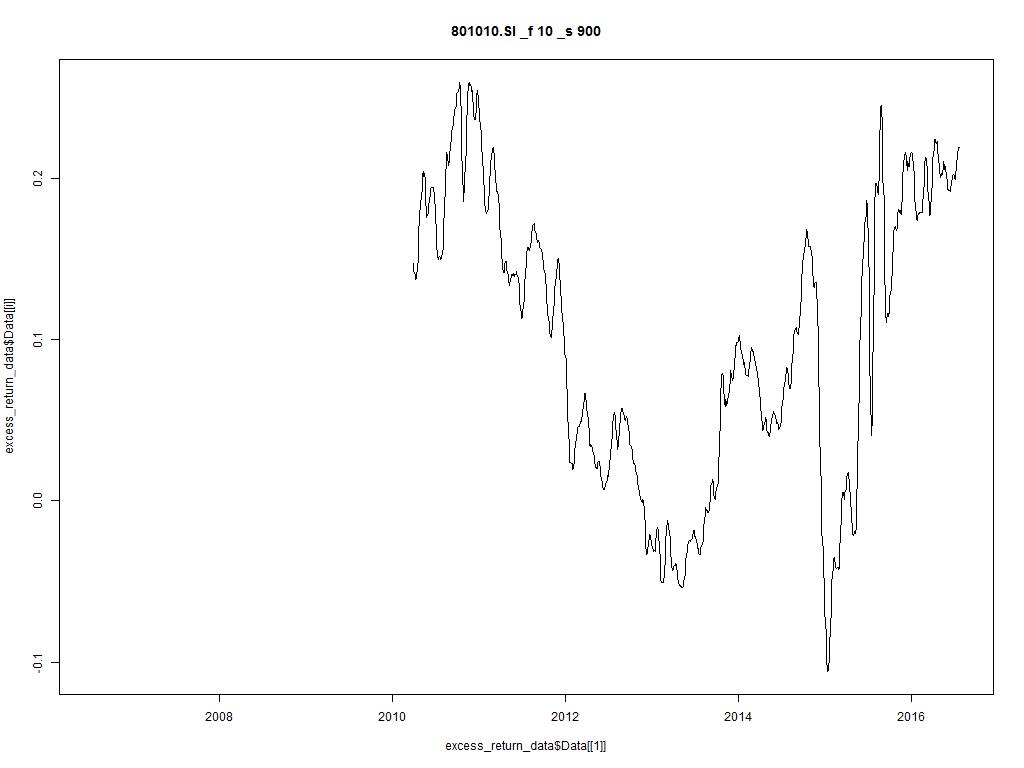 801010.SI _f 10 _s 900
excess_return_data$Data[[i]]
0.2
0.1
0.0
-0.1
2008 2010 2012 2014 2016
excess_return_data$Data[[1]]